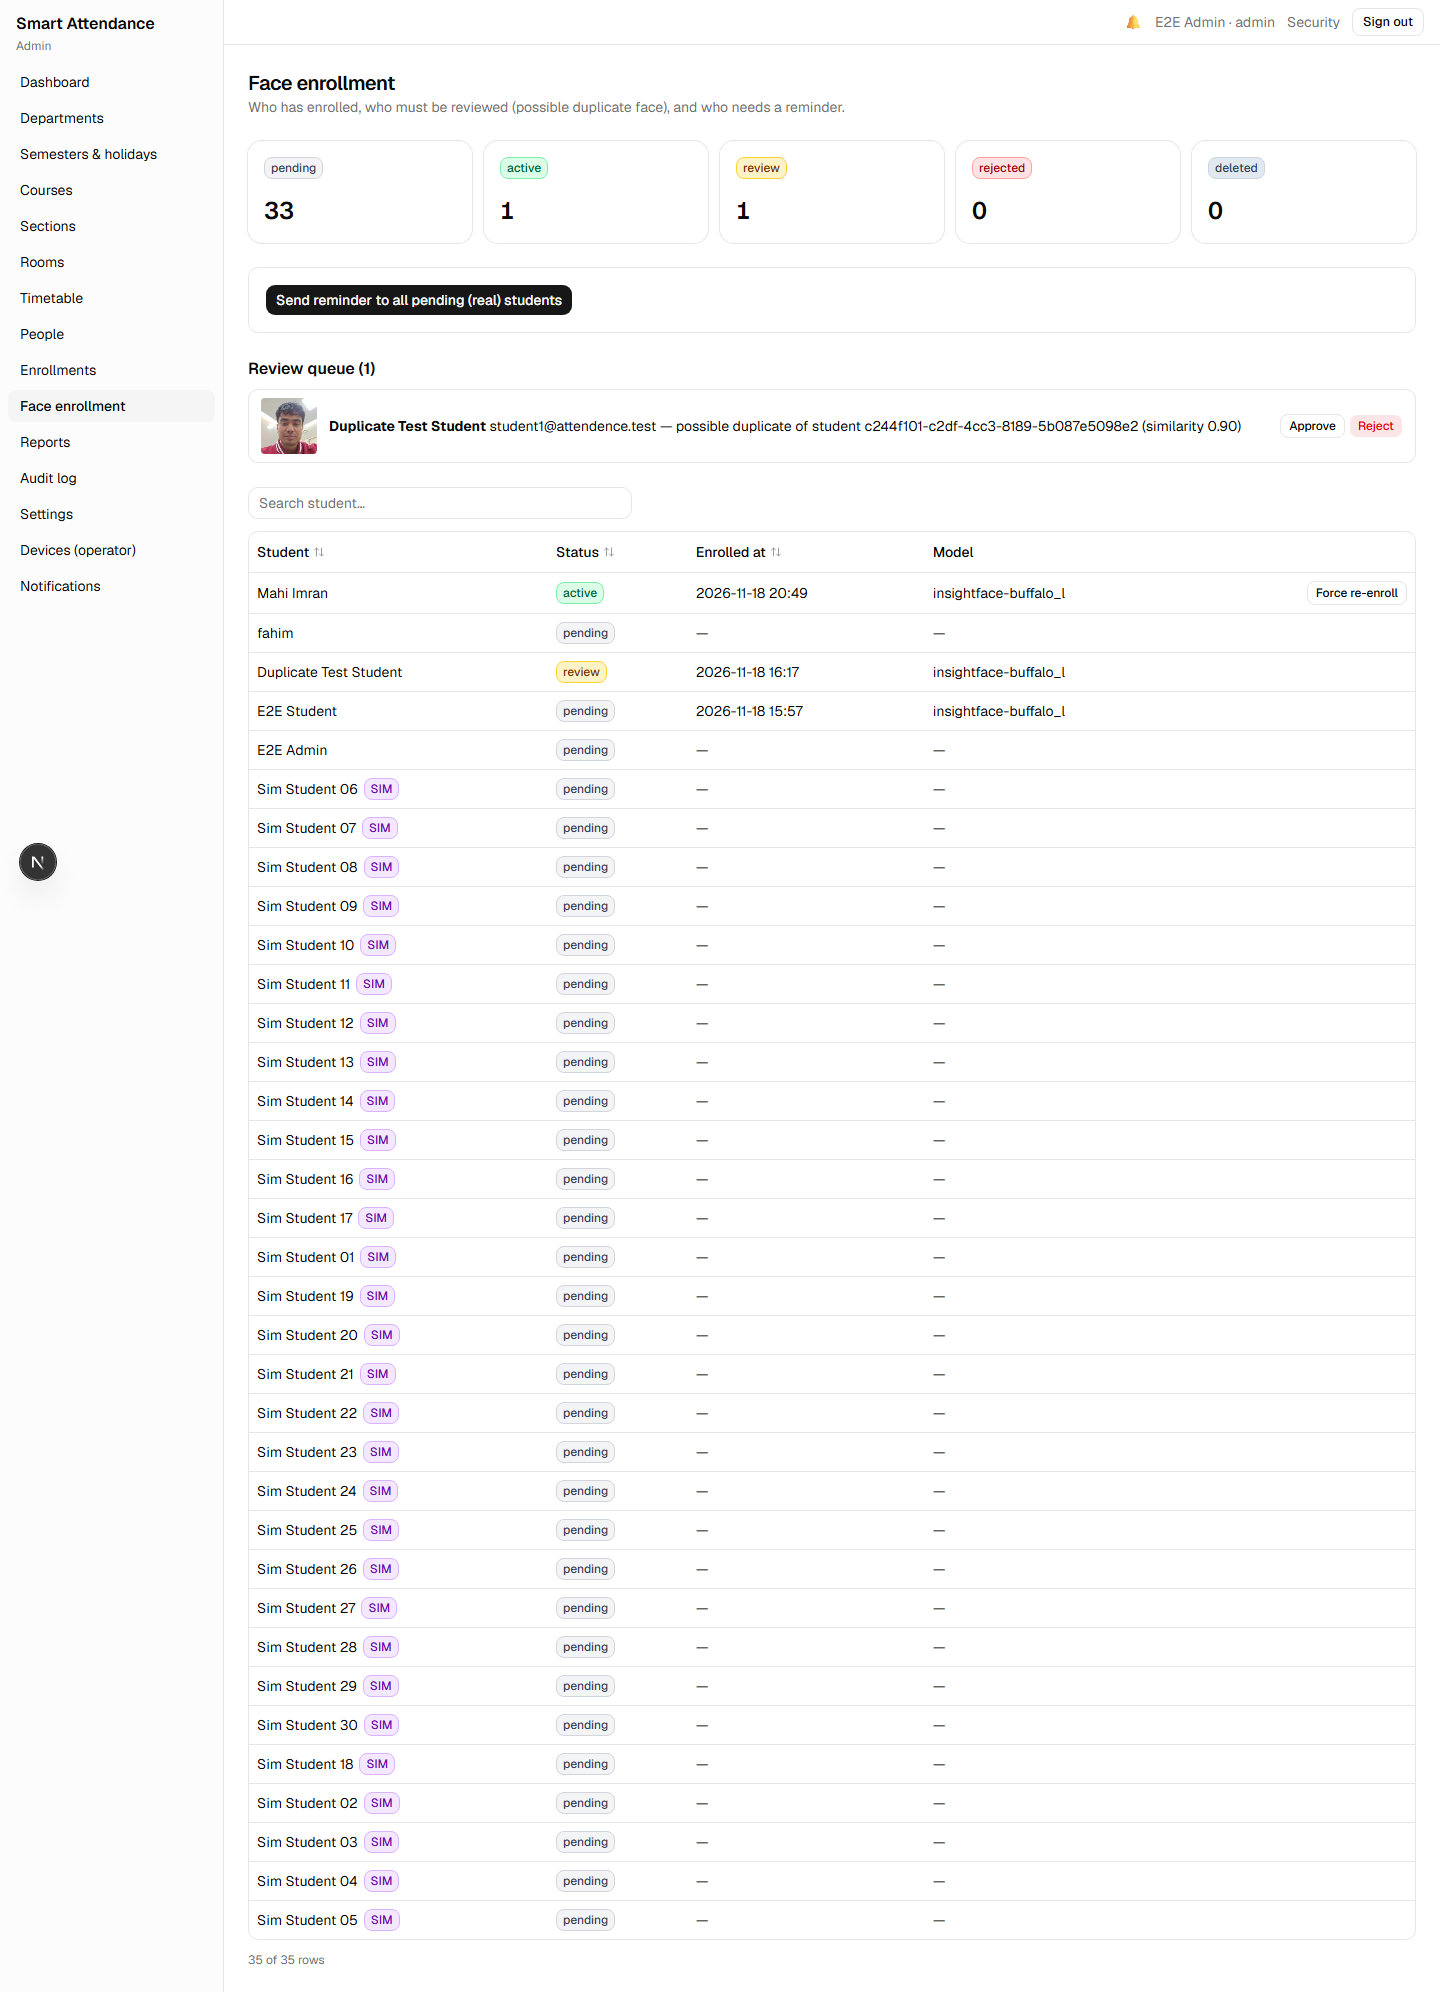 Smart Attendance
Admin
Dashboard
Departments
Semesters & holidays
Courses
Sections
Rooms
Timetable
People
Enrollments
Face enrollment
Reports
Audit log
Settings
Devices (operator)
Notifications
N
E2E Admin · admin Security Sign out
Face enrollment
Who has enrolled, who must be reviewed (possible duplicate face), and who needs a reminder.
pending active review rejected deleted
33 1 1 0 0
Send reminder to all pending (real) students
Review queue (1)
Duplicate Test Student student1@attendence.test — possible duplicate of student c244f101-c2df-4cc3-8189-5b087e5098e2 (similarity 0.90) Approve Reject
Search student...
Student ↑↓ Status ↑↓ Enrolled at ↑↓ Model
Mahi Imran active 2026-11-18 20:49 insightface-buffalo_l Force re-enroll
fahim pending — —
Duplicate Test Student review 2026-11-18 16:17 insightface-buffalo_l
E2E Student pending 2026-11-18 15:57 insightface-buffalo_l
E2E Admin pending — —
Sim Student 06 SIM pending — —
Sim Student 07 SIM pending — —
Sim Student 08 SIM pending — —
Sim Student 09 SIM pending — —
Sim Student 10 SIM pending — —
Sim Student 11 SIM pending — —
Sim Student 12 SIM pending — —
Sim Student 13 SIM pending — —
Sim Student 14 SIM pending — —
Sim Student 15 SIM pending — —
Sim Student 16 SIM pending — —
Sim Student 17 SIM pending — —
Sim Student 01 SIM pending — —
Sim Student 19 SIM pending — —
Sim Student 20 SIM pending — —
Sim Student 21 SIM pending — —
Sim Student 22 SIM pending — —
Sim Student 23 SIM pending — —
Sim Student 24 SIM pending — —
Sim Student 25 SIM pending — —
Sim Student 26 SIM pending — —
Sim Student 27 SIM pending — —
Sim Student 28 SIM pending — —
Sim Student 29 SIM pending — —
Sim Student 30 SIM pending — —
Sim Student 18 SIM pending — —
Sim Student 02 SIM pending — —
Sim Student 03 SIM pending — —
Sim Student 04 SIM pending — —
Sim Student 05 SIM pending — —
35 of 35 rows